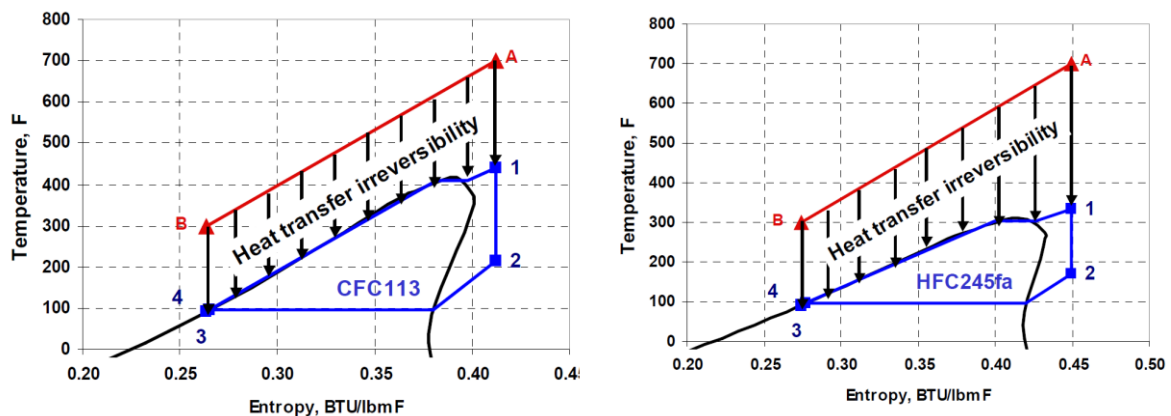 800
700
600
500
400
300
200
100
0
Temperature, F
A
B
1
2
3
4
Heat transfer irreversibility
CFC113
0.20 0.25 0.30 0.35 0.40 0.45
Entropy, BTU/lbm F
800
700
600
500
400
300
200
100
0
Temperature, F
A
B
1
2
3
4
Heat transfer irreversibility
HFC245fa
0.20 0.25 0.30 0.35 0.40 0.45 0.50
Entropy, BTU/lbm F